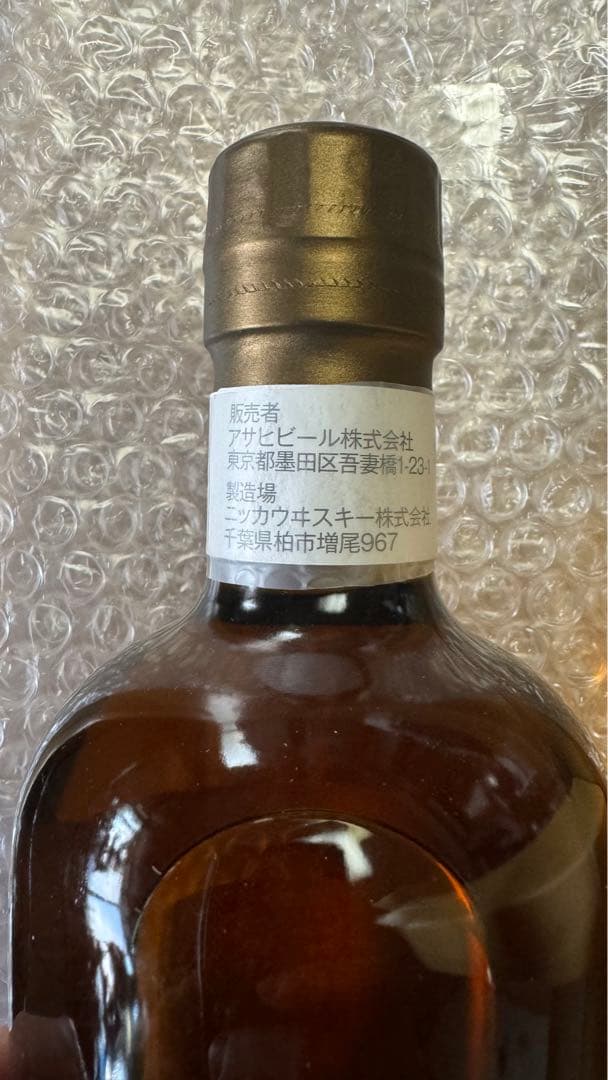 販売者
アサヒビール株式会社
東京都墨田区吾妻橋1-23-1
製造場
ニッカウヰスキー株式会社
千葉県柏市増尾967